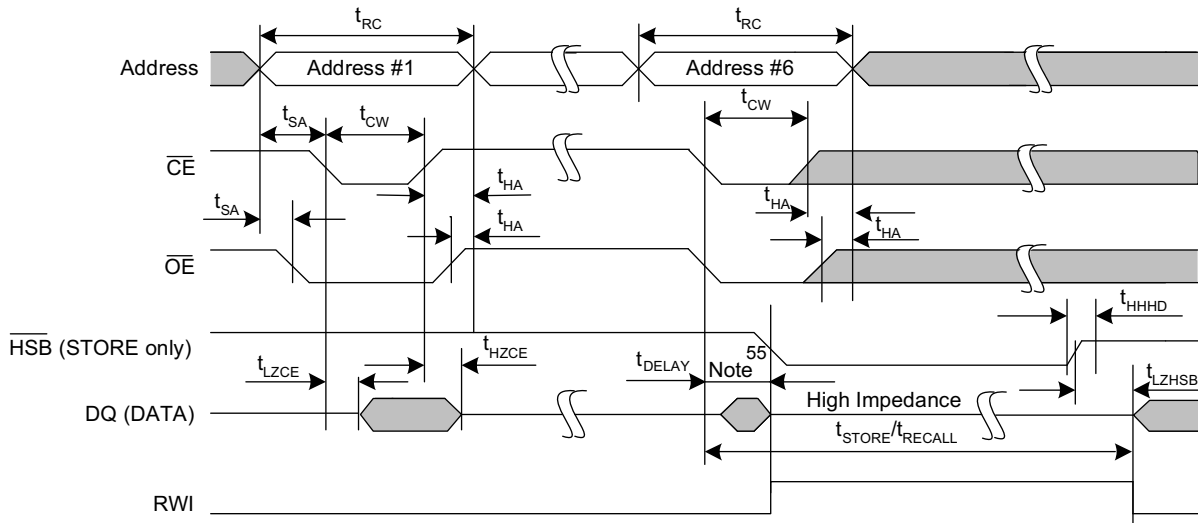 tRC
tRC
Address
Address #1
Address #6
tSA
tCW
tCW
CE
tHA
tHA
tSA
tHA
tHA
OE
tHHHD
HSB (STORE only)
tHZCE
tLZCE
tDELAY
Note 55
tLZHSB
DQ (DATA)
High Impedance
tSTORE/tRECALL
RWI